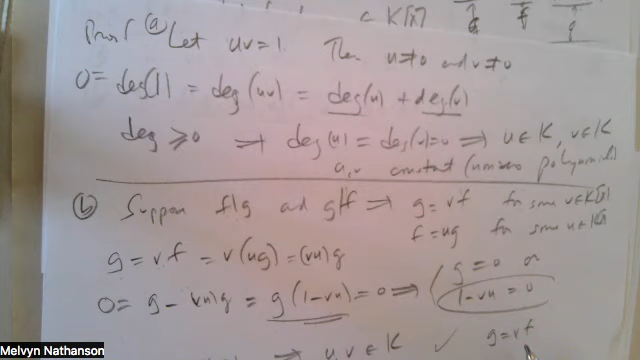 ∈ K[x]
Proof (a) Let uv=1. Then u≠0 and v≠0
0 = deg(1) = deg(uv) = deg(u) + deg(v)
deg ≥ 0 ⟹ deg(u) = deg(v) = 0 ⟹ u ∈ K, v ∈ K
u,v constant (nonzero polynomials)
(b) Suppose f|g and g|f ⟹ g = vf for some v∈K[x]
f = ug for some u∈K[x]
g = vf = v(ug) = (vu)g
0 = g - (vu)g = g(1-vu) = 0 ⟹ g = 0 or
1-vu = 0
⟹ u, v ∈ K ✓ g = vf
Melvyn Nathanson